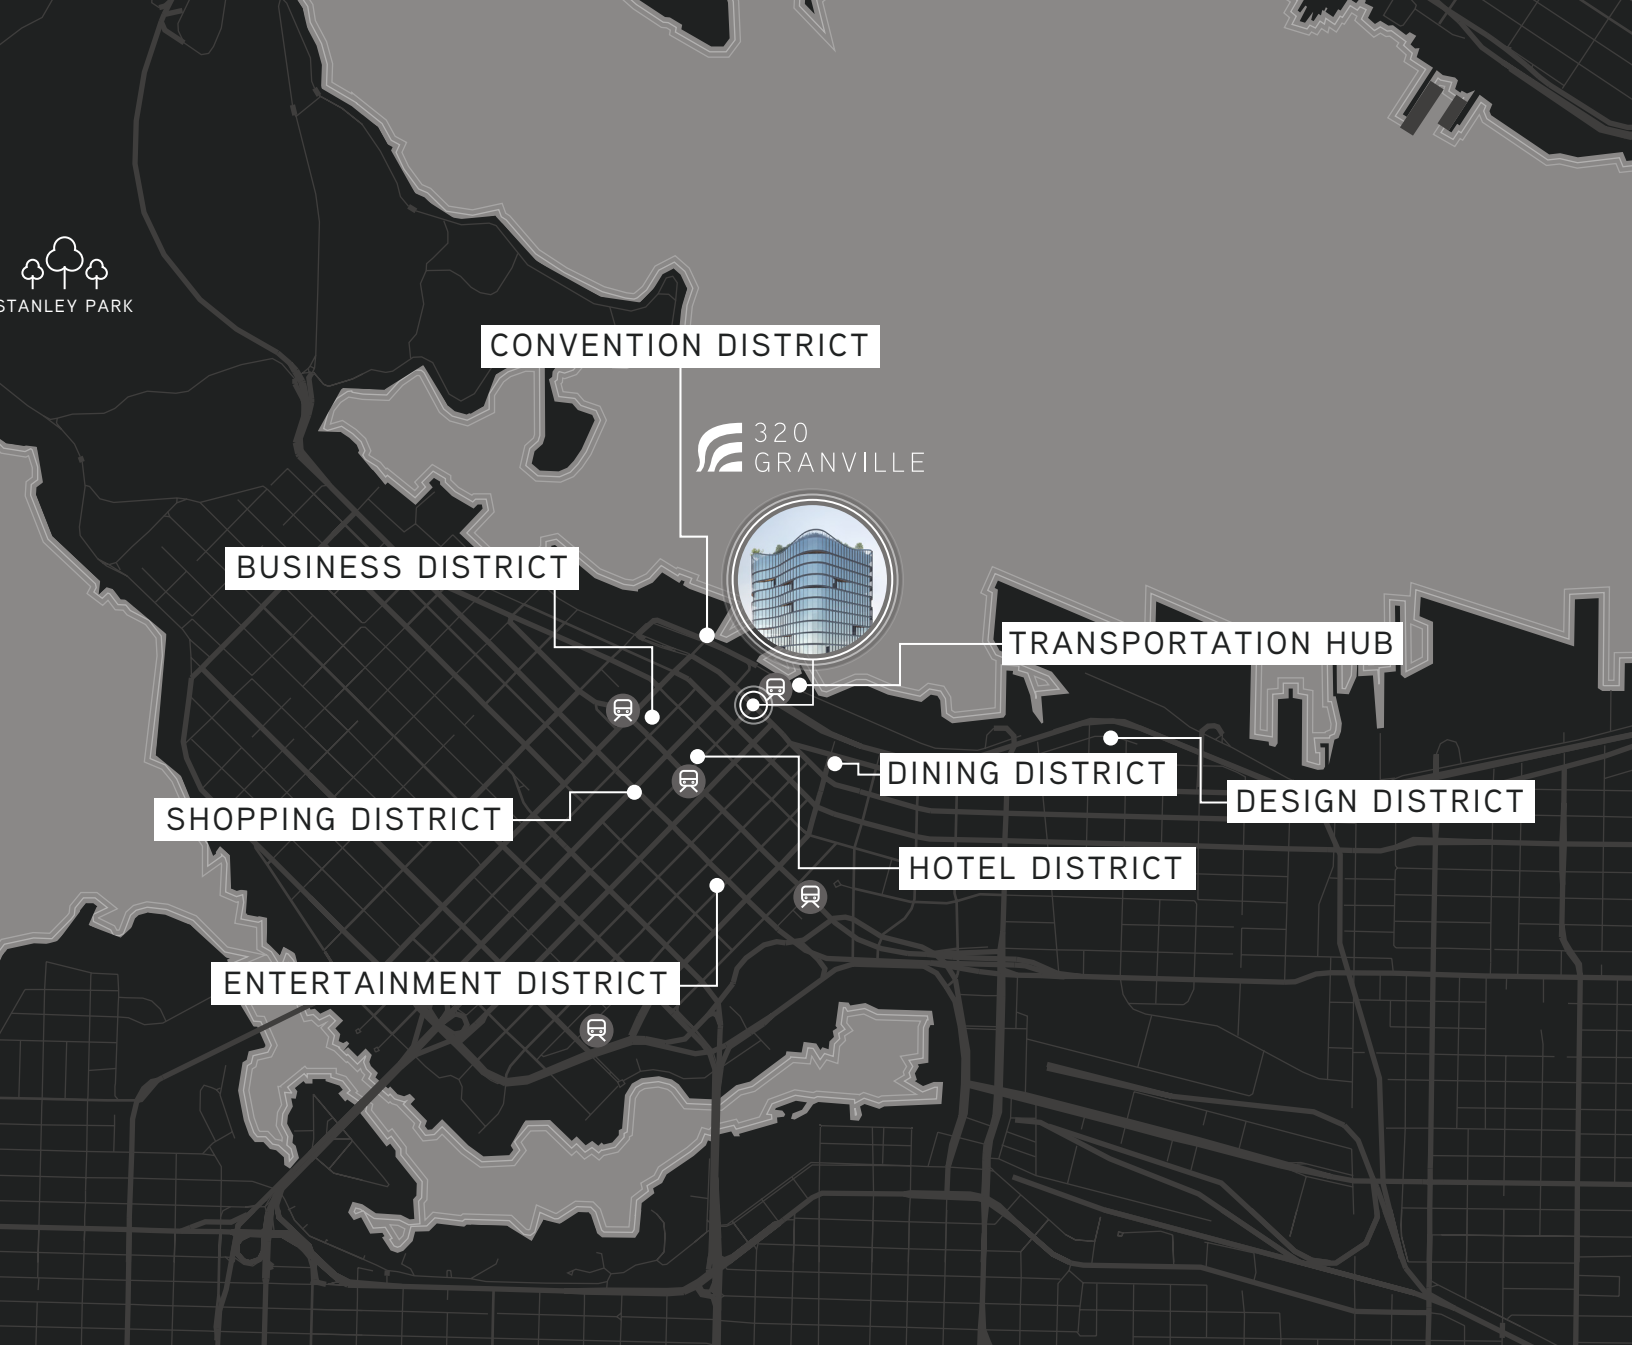 STANLEY PARK
CONVENTION DISTRICT
320
GRANVILLE
BUSINESS DISTRICT
TRANSPORTATION HUB
DINING DISTRICT
DESIGN DISTRICT
SHOPPING DISTRICT
HOTEL DISTRICT
ENTERTAINMENT DISTRICT